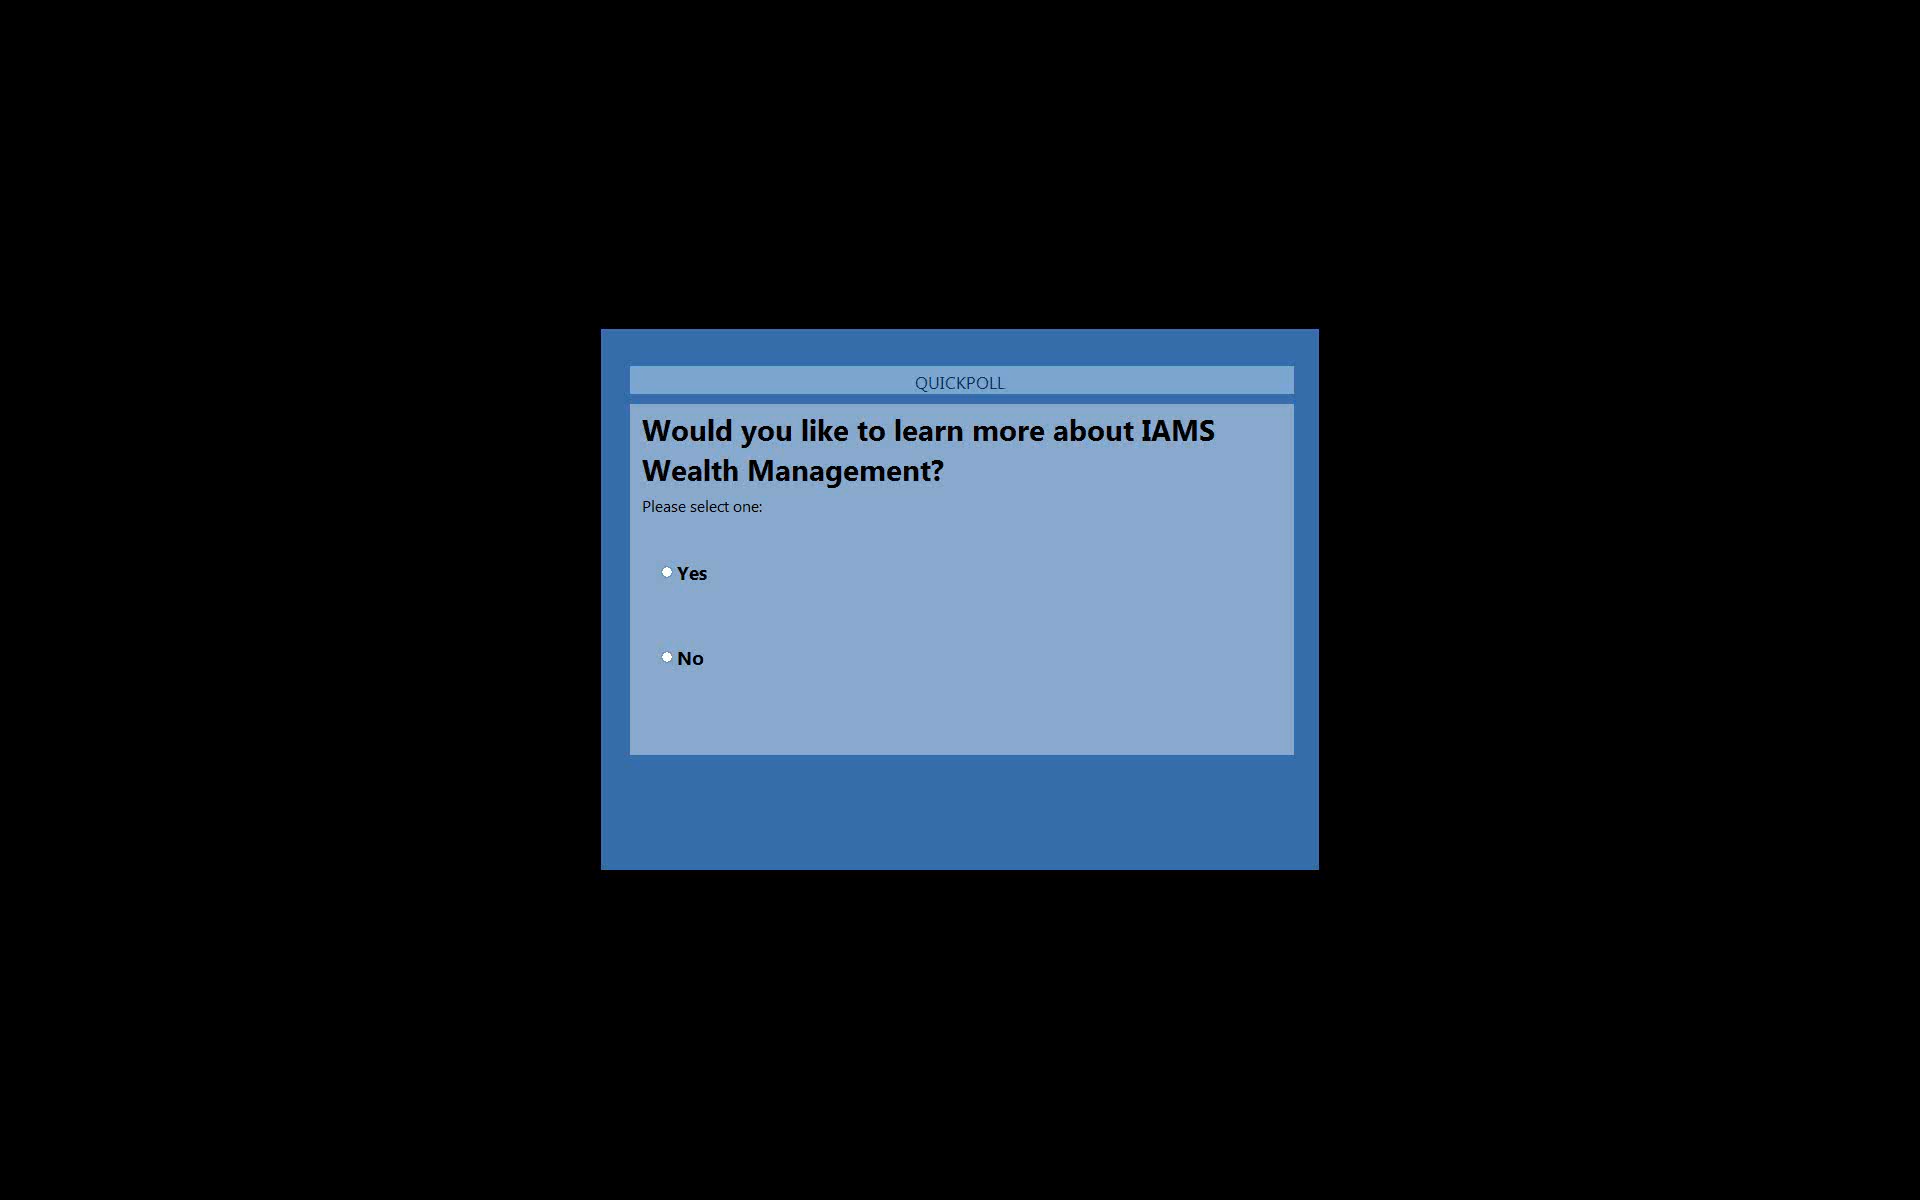 QUICKPOLL
Would you like to learn more about IAMS
Wealth Management?
Please select one:
Yes
No